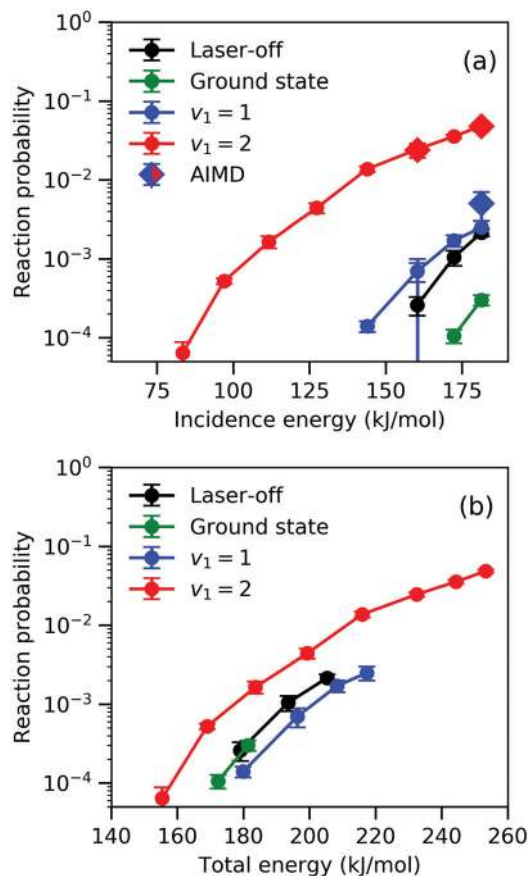 (a)
Laser-off
Ground state
v₁ = 1
v₁ = 2
AIMD
Reaction probability
10⁰
10⁻¹
10⁻²
10⁻³
10⁻⁴
75 100 125 150 175
Incidence energy (kJ/mol)
(b)
Laser-off
Ground state
v₁ = 1
v₁ = 2
Reaction probability
10⁰
10⁻¹
10⁻²
10⁻³
10⁻⁴
140 160 180 200 220 240 260
Total energy (kJ/mol)